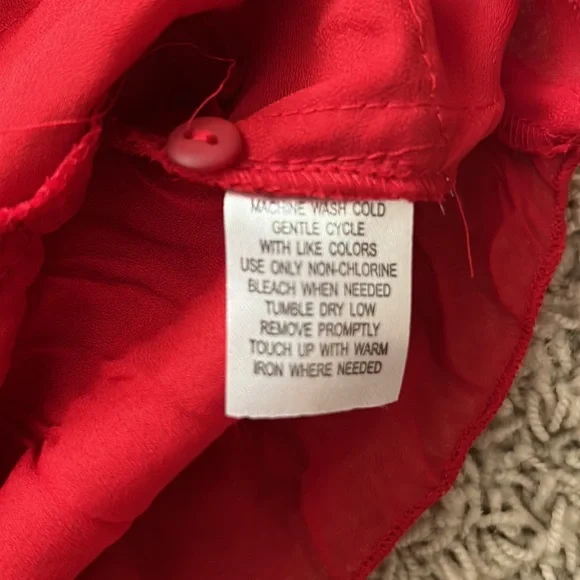 MACHINE WASH COLD
GENTLE CYCLE
WITH LIKE COLORS
USE ONLY NON-CHLORINE
BLEACH WHEN NEEDED
TUMBLE DRY LOW
REMOVE PROMPTLY
TOUCH UP WITH WARM
IRON WHERE NEEDED